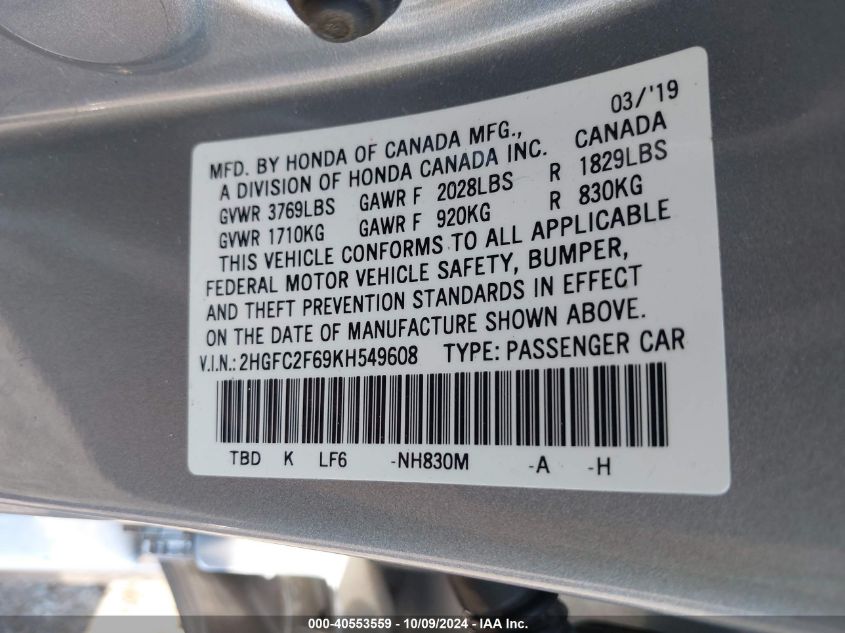 03/'19
MFD. BY HONDA OF CANADA MFG., CANADA
A DIVISION OF HONDA CANADA INC.
GVWR 3769LBS GAWR F 2028LBS R 1829LBS
GVWR 1710KG GAWR F 920KG R 830KG
THIS VEHICLE CONFORMS TO ALL APPLICABLE
FEDERAL MOTOR VEHICLE SAFETY, BUMPER,
AND THEFT PREVENTION STANDARDS IN EFFECT
ON THE DATE OF MANUFACTURE SHOWN ABOVE.
V.I.N.: 2HGFC2F69KH549608 TYPE: PASSENGER CAR
TBD K LF6 -NH830M -A -H
000-40553559 - 10/09/2024 - IAA Inc.